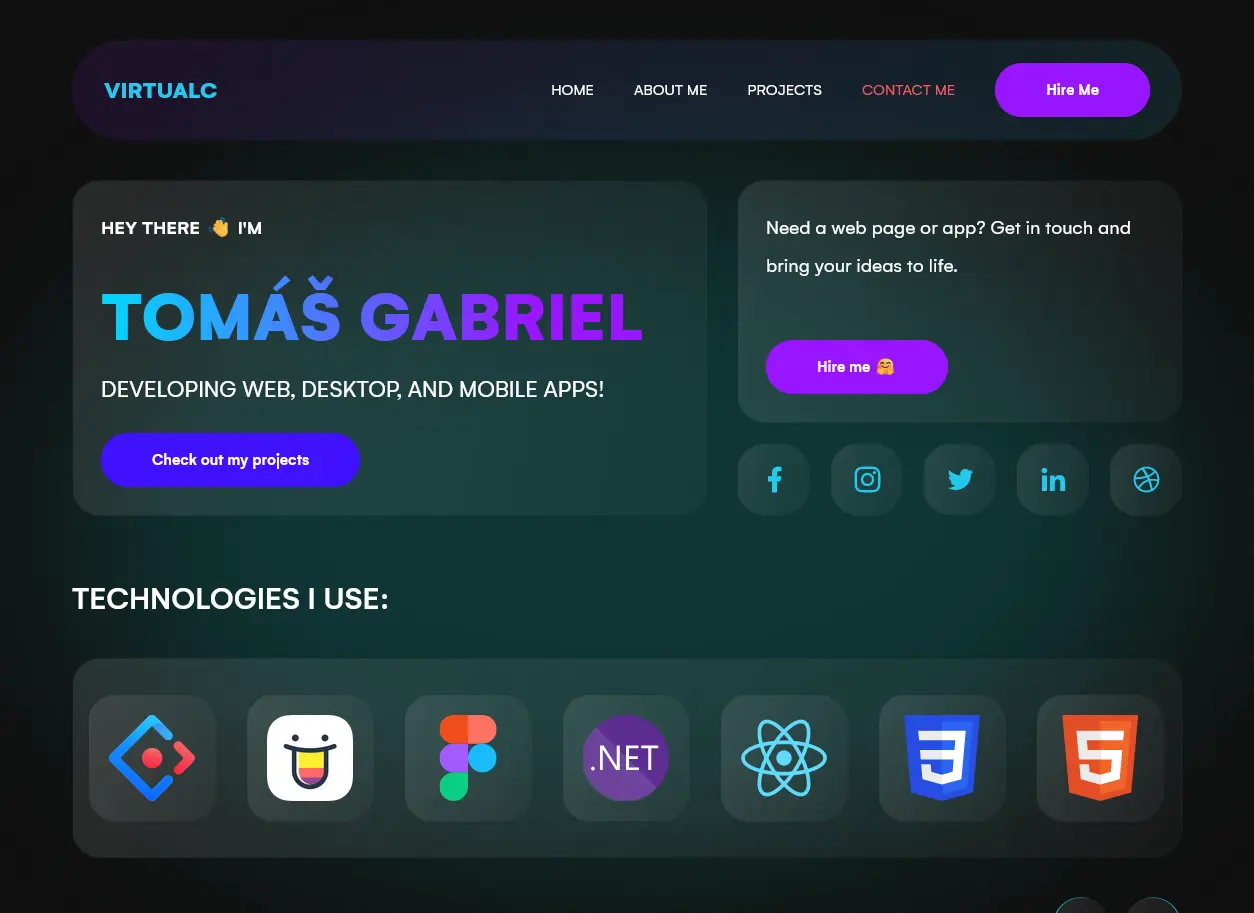 VIRTUALC
HOME
ABOUT ME
PROJECTS
CONTACT ME
Hire Me
HEY THERE 👋 I'M
TOMÁŠ GABRIEL
DEVELOPING WEB, DESKTOP, AND MOBILE APPS!
Check out my projects
Need a web page or app? Get in touch and
bring your ideas to life.
Hire me 🤗
TECHNOLOGIES I USE:
.NET